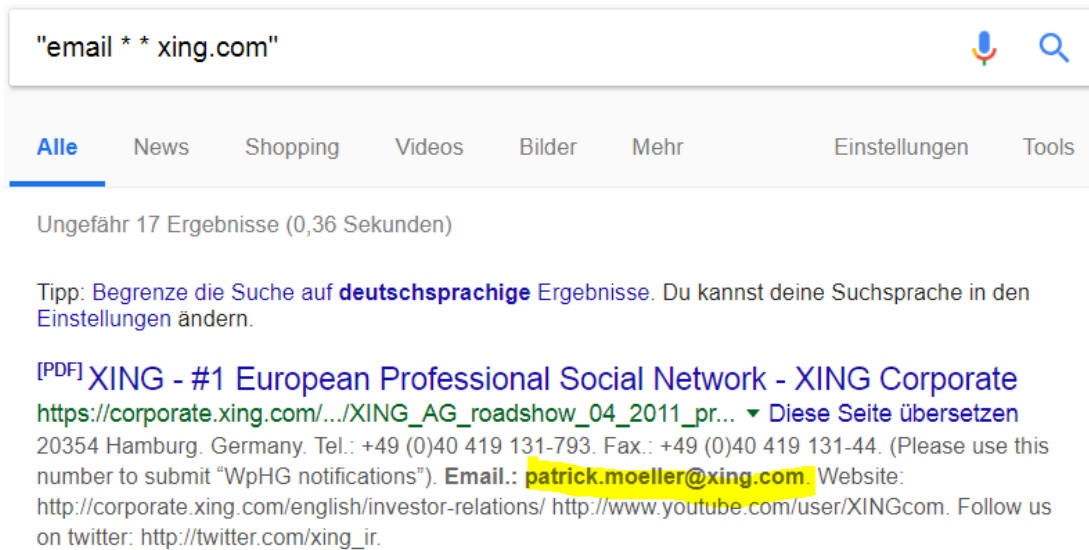 "email * * xing.com"
Alle News Shopping Videos Bilder Mehr Einstellungen Tools
Ungefähr 17 Ergebnisse (0,36 Sekunden)
Tipp: Begrenze die Suche auf deutschsprachige Ergebnisse. Du kannst deine Suchsprache in den
Einstellungen ändern.
[PDF] XING - #1 European Professional Social Network - XING Corporate
https://corporate.xing.com/.../XING_AG_roadshow_04_2011_pr... ▼ Diese Seite übersetzen
20354 Hamburg. Germany. Tel.: +49 (0)40 419 131-793. Fax.: +49 (0)40 419 131-44. (Please use this
number to submit “WpHG notifications”). Email.: patrick.moeller@xing.com. Website:
http://corporate.xing.com/english/investor-relations/ http://www.youtube.com/user/XINGcom. Follow us
on twitter: http://twitter.com/xing_ir.